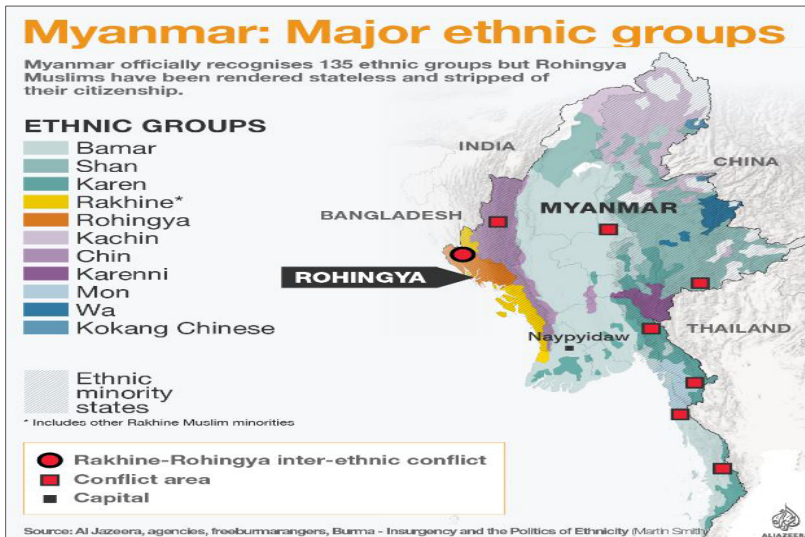 Myanmar: Major ethnic groups
Myanmar officially recognises 135 ethnic groups but Rohingya
Muslims have been rendered stateless and stripped of
their citizenship.
ETHNIC GROUPS
Bamar
Shan
Karen
Rakhine*
Rohingya
Kachin
Chin
Karenni
Mon
Wa
Kokang Chinese
Ethnic
minority
states
* Includes other Rakhine Muslim minorities
INDIA
CHINA
BANGLADESH
MYANMAR
ROHINGYA
THAILAND
Naypyidaw
Rakhine-Rohingya inter-ethnic conflict
Conflict area
Capital
Source: Al Jazeera, agencies, freeburmarangers, Burma - Insurgency and the Politics of Ethnicity (Martin Smith)
ALJAZEERA